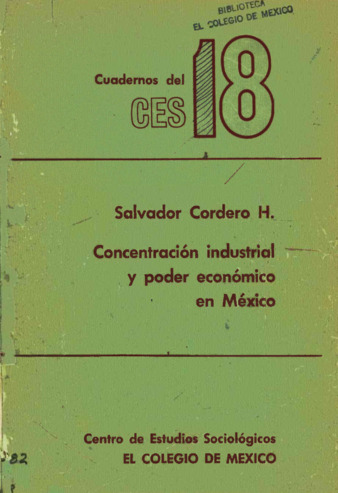 BIBLIOTECA
EL COLEGIO DE MEXICO
Cuadernos del
CES 18
Salvador Cordero H.
Concentración industrial
y poder económico
en México
Centro de Estudios Sociológicos
EL COLEGIO DE MEXICO
82